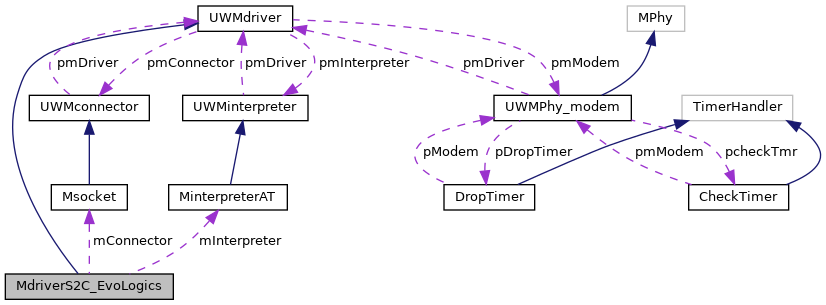 UWMdriver
MPhy
pmDriver
pmConnector
pmDriver
pmInterpreter
pmDriver
pmModem
UWMconnector
UWMinterpreter
UWMPhy_modem
TimerHandler
pModem
pDropTimer
pmModem
pcheckTmr
Msocket
MinterpreterAT
DropTimer
CheckTimer
mConnector
mInterpreter
MdriverS2C_EvoLogics